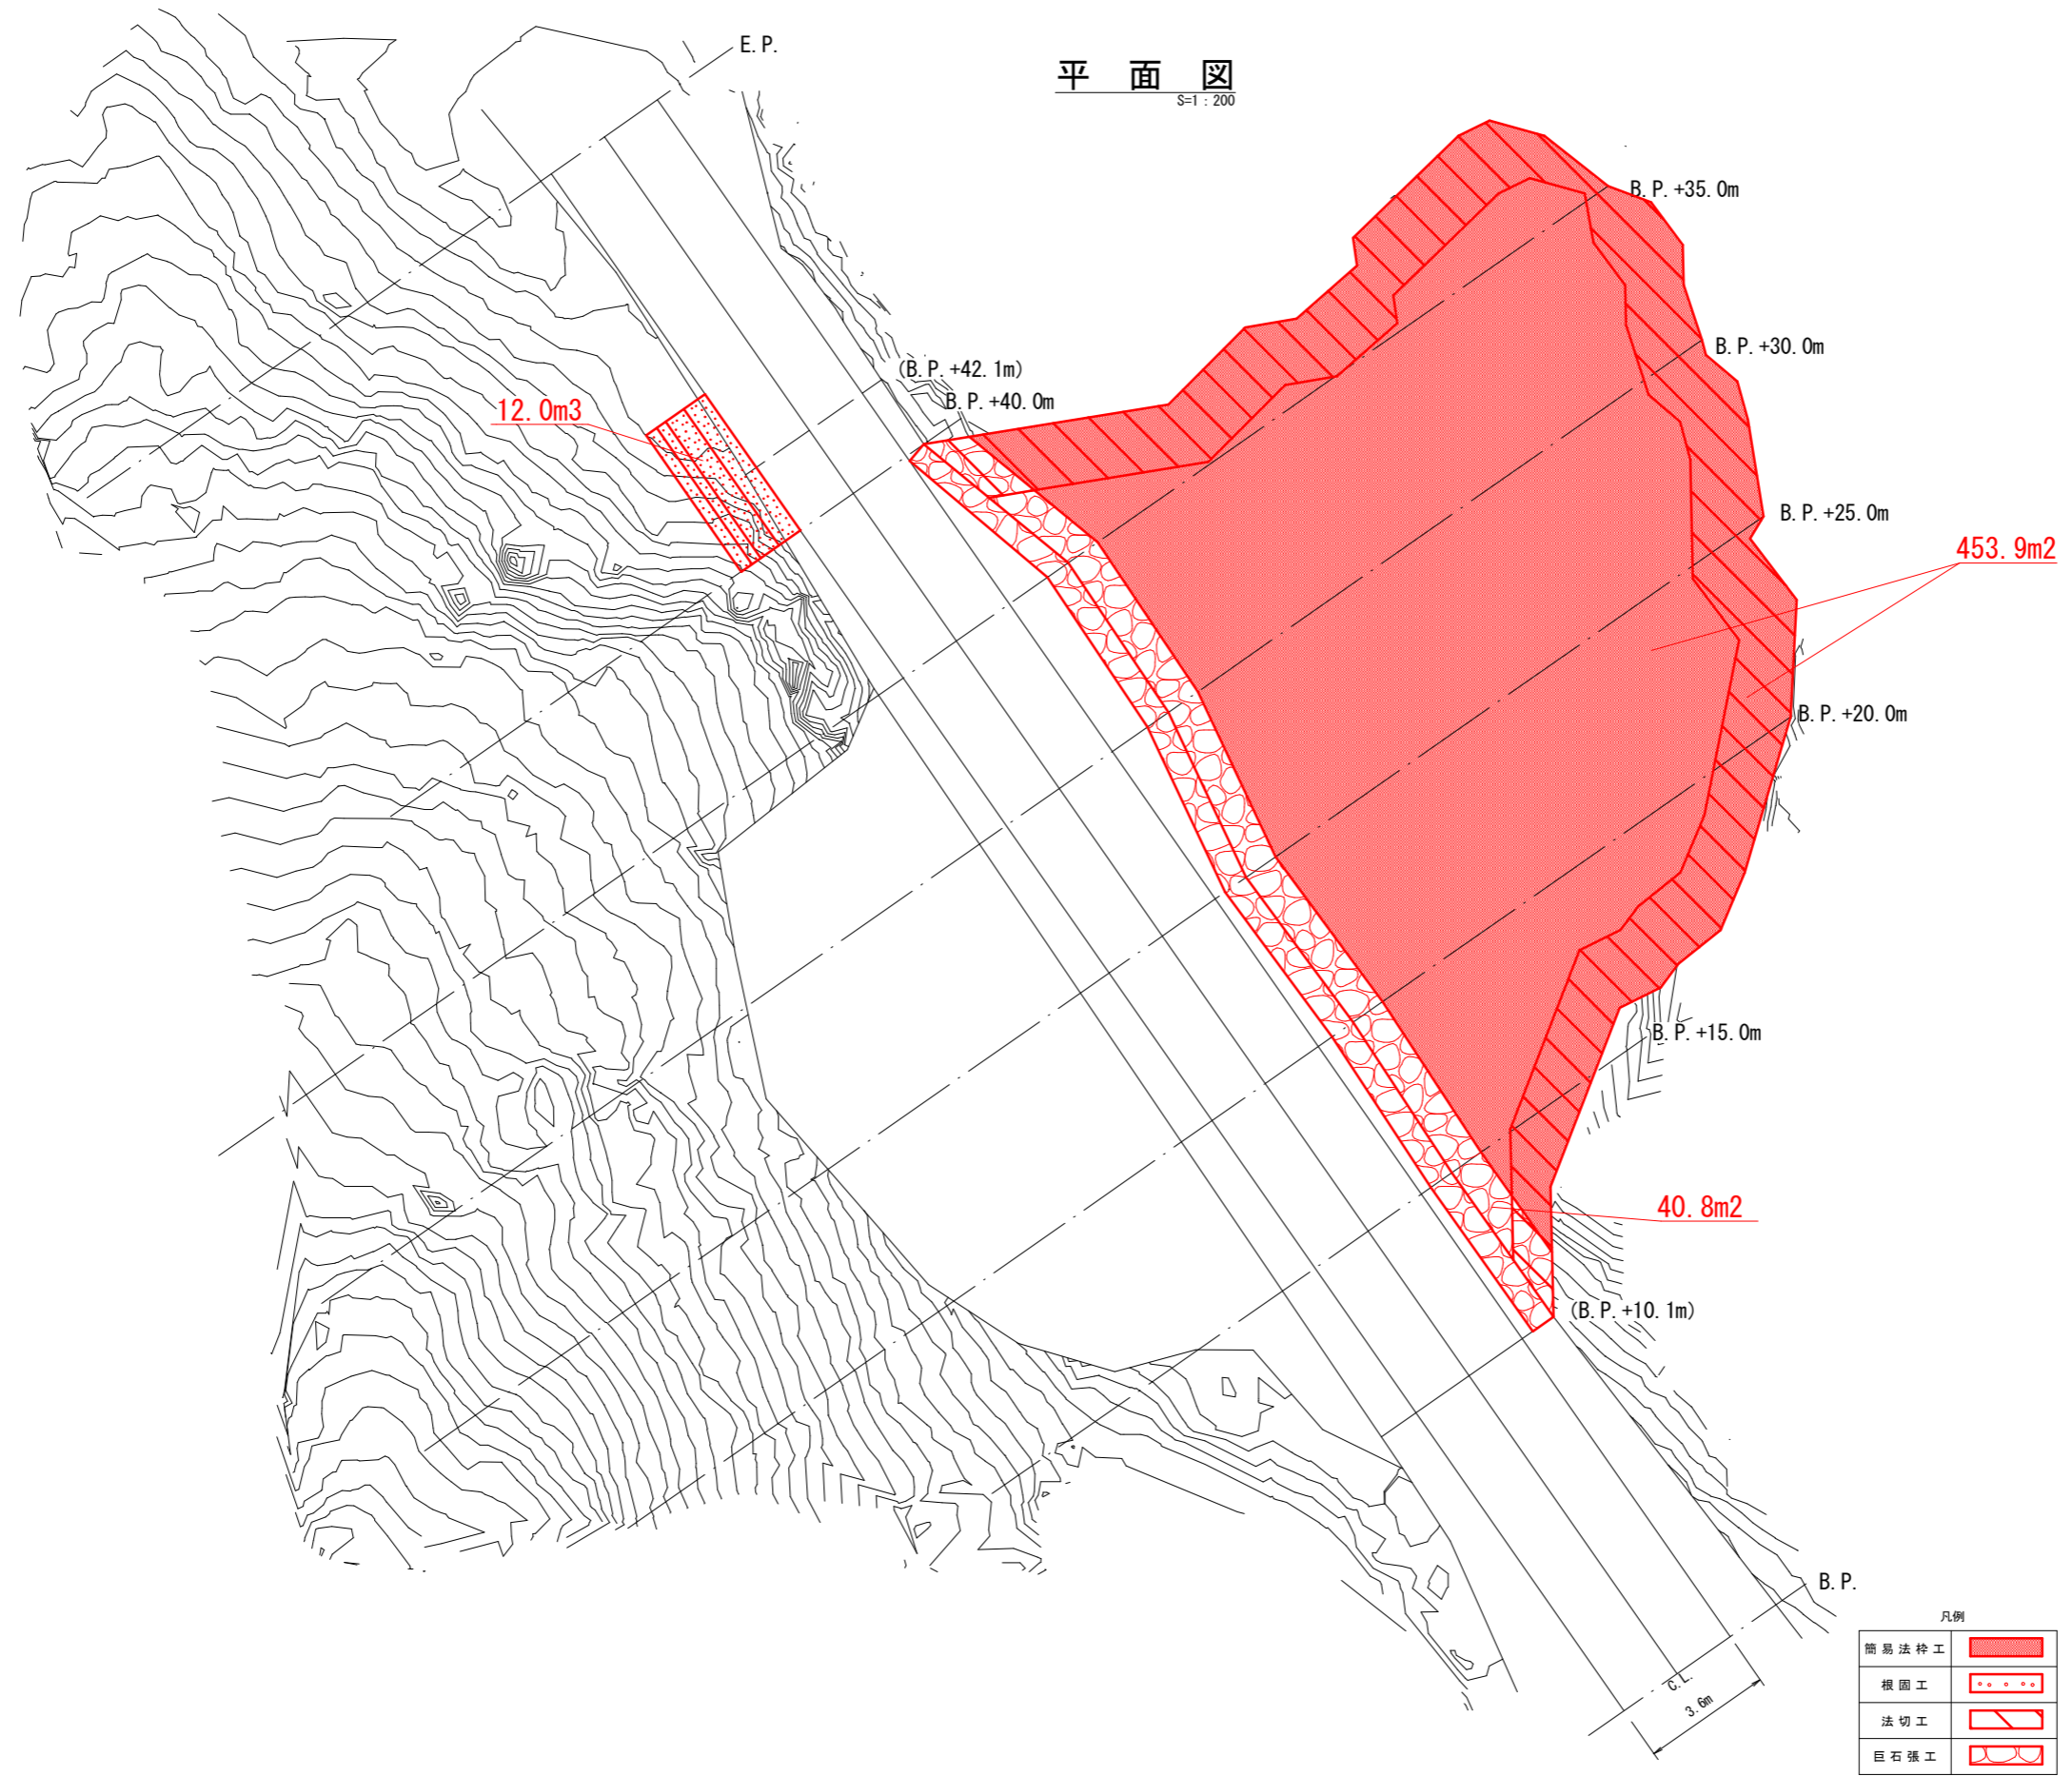 E.P.
平 面 図
S=1:200
B.P.+35.0m
B.P.+30.0m
(B.P.+42.1m)
B.P.+40.0m
12.0m3
B.P.+25.0m
453.9m2
B.P.+20.0m
B.P.+15.0m
40.8m2
(B.P.+10.1m)
B.P.
C.L.
3.6m
凡例
簡易法枠工
根固工
法切工
巨石張工